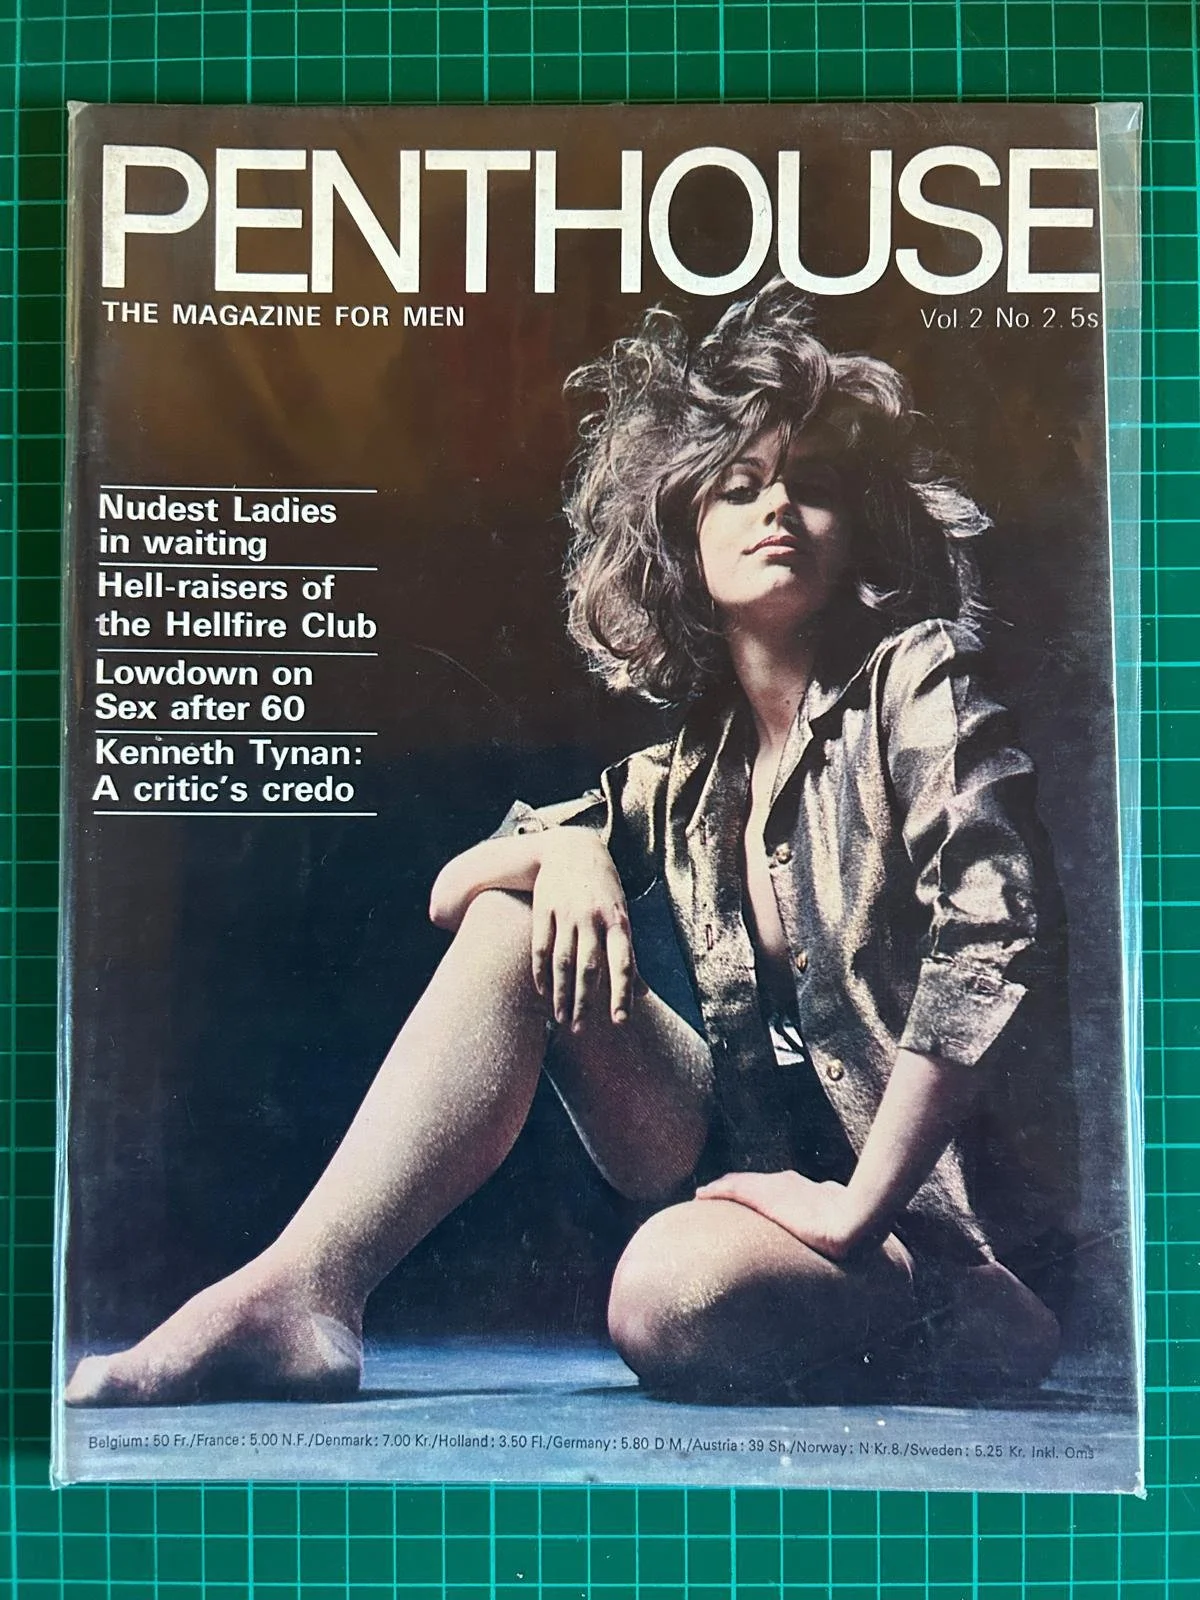 PENTHOUSE
THE MAGAZINE FOR MEN
Vol. 2 No. 2. 5s
Nudest Ladies
in waiting
Hell-raisers of
the Hellfire Club
Lowdown on
Sex after 60
Kenneth Tynan:
A critic's credo
Belgium: 50 Fr./France: 5.00 N.F./Denmark: 7.00 Kr./Holland: 3.50 Fl./Germany: 5.80 D M./Austria: 39 Sh./Norway: N Kr.8./Sweden: 5.25 Kr. Inkl. Oms